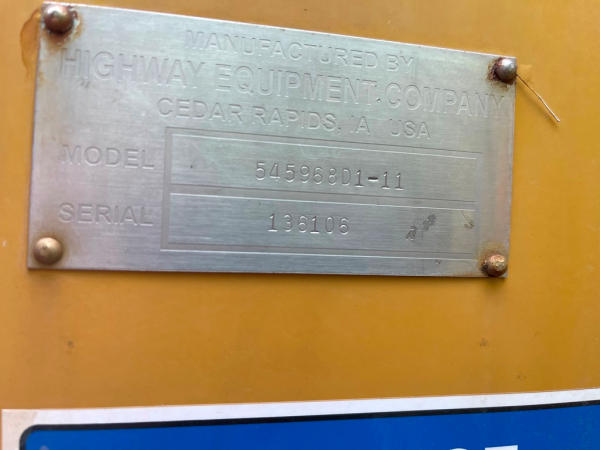 MANUFACTURED BY
HIGHWAY EQUIPMENT COMPANY
CEDAR RAPIDS, IA USA
MODEL 545968D1-11
SERIAL 136106